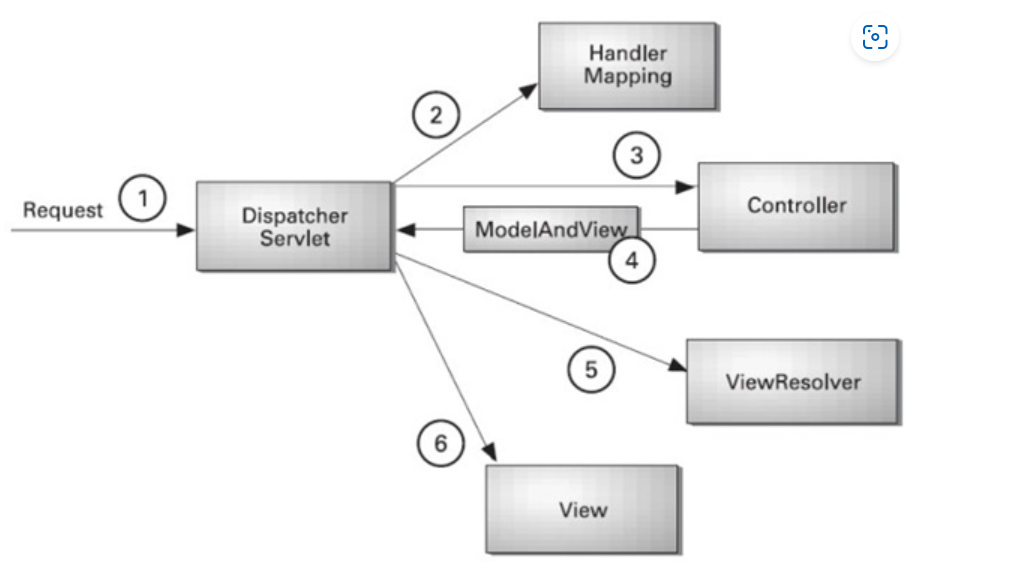 Handler
Mapping
2
3
1
Request
Dispatcher
Servlet
Controller
ModelAndView
4
5
ViewResolver
6
View